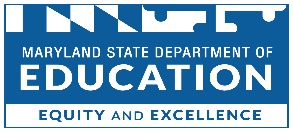 MARYLAND STATE DEPARTMENT OF
EDUCATION
EQUITY AND EXCELLENCE